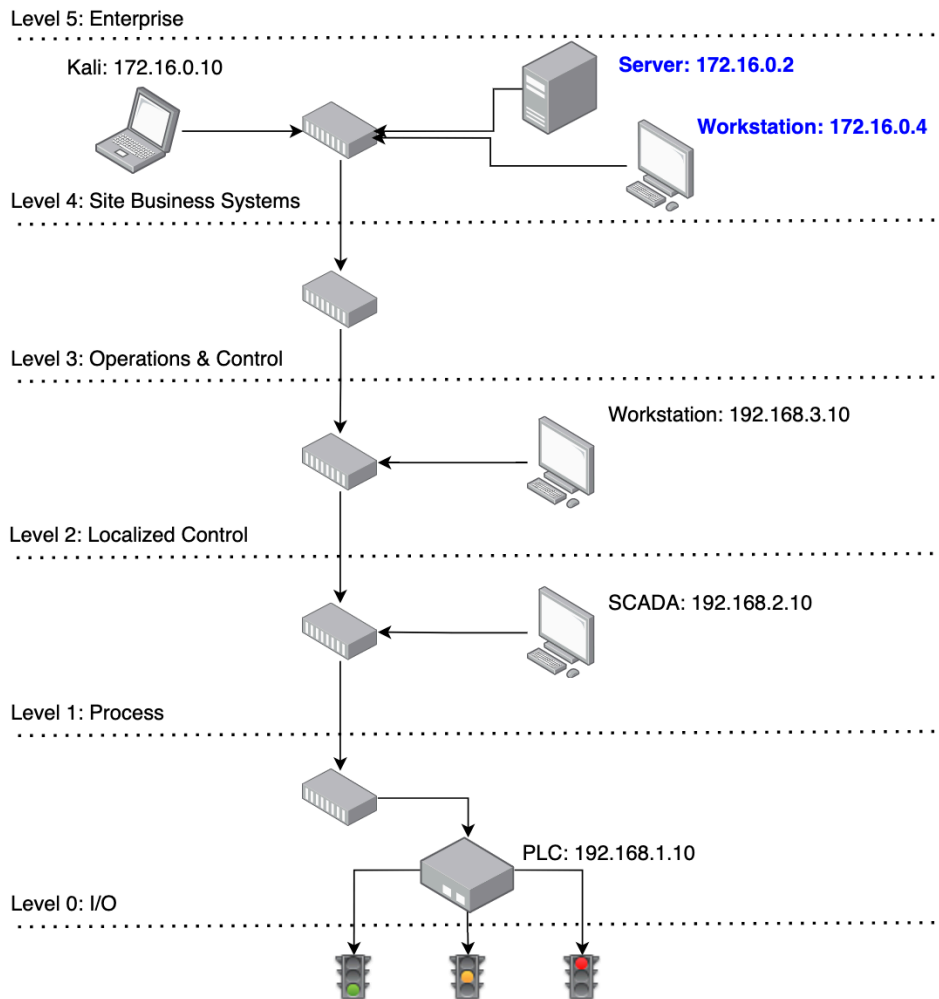 Level 5: Enterprise
Kali: 172.16.0.10
Server: 172.16.0.2
Workstation: 172.16.0.4
Level 4: Site Business Systems
Level 3: Operations & Control
Workstation: 192.168.3.10
Level 2: Localized Control
SCADA: 192.168.2.10
Level 1: Process
PLC: 192.168.1.10
Level 0: I/O